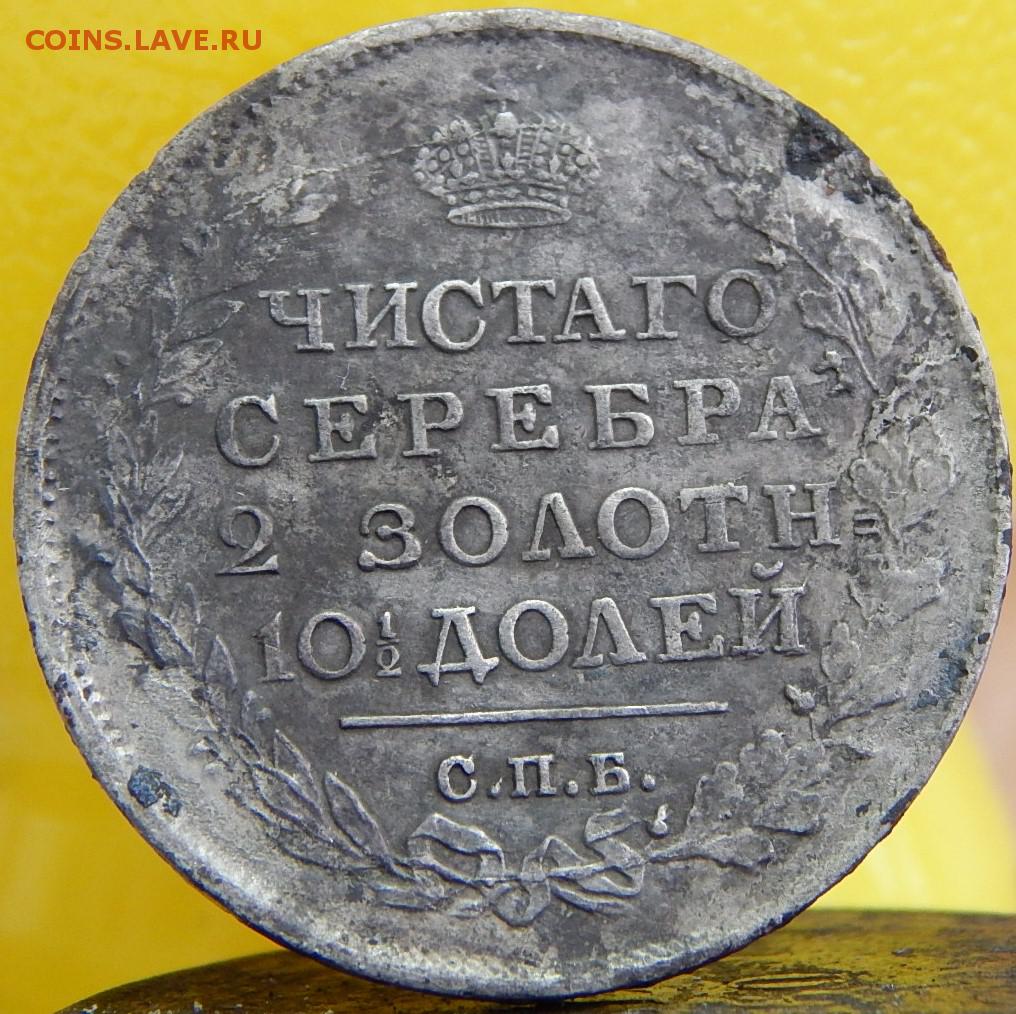 COINS.LAVE.RU
ЧИСТАГО
СЕРЕБРА
2 ЗОЛОТН =
10½ ДОЛЕЙ
С.П.Б.